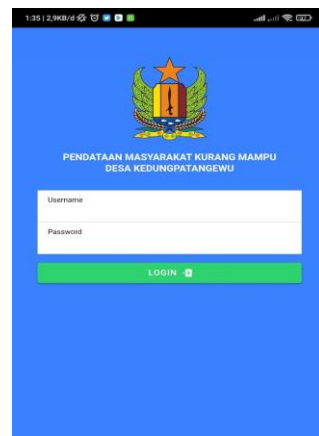 1:35 | 2,9KB/d
PENDATAAN MASYARAKAT KURANG MAMPU
DESA KEDUNGPATANGEWU
Username
Password
LOGIN